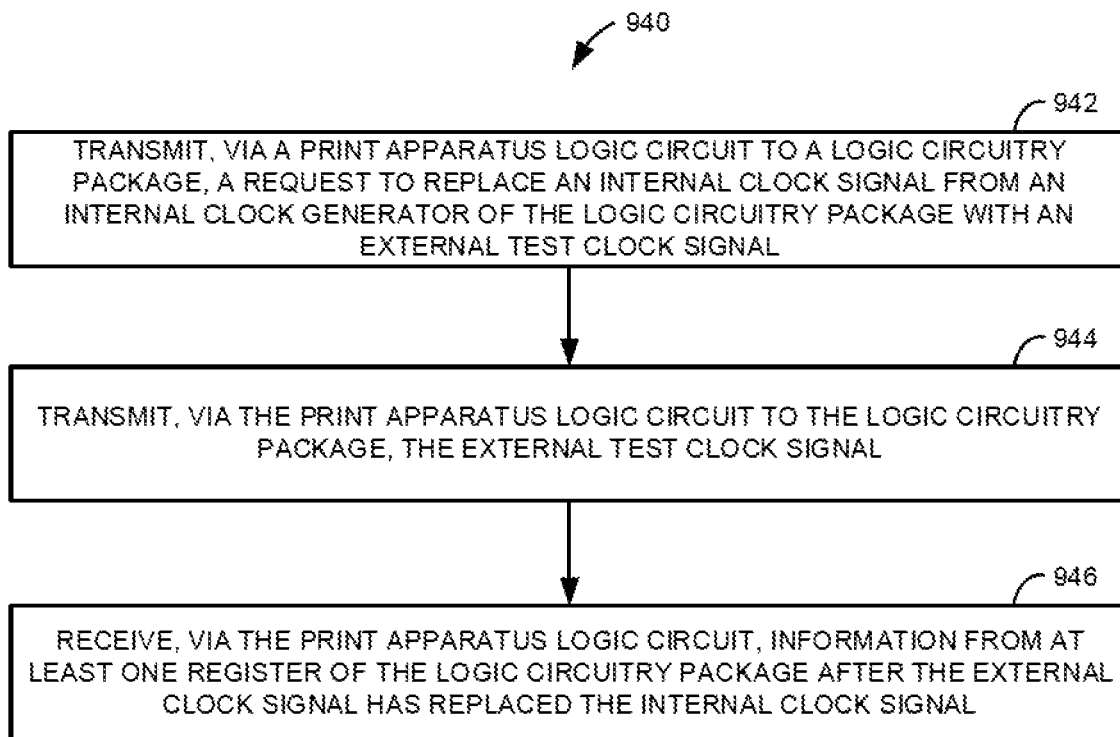 940
942
TRANSMIT, VIA A PRINT APPARATUS LOGIC CIRCUIT TO A LOGIC CIRCUITRY
PACKAGE, A REQUEST TO REPLACE AN INTERNAL CLOCK SIGNAL FROM AN
INTERNAL CLOCK GENERATOR OF THE LOGIC CIRCUITRY PACKAGE WITH AN
EXTERNAL TEST CLOCK SIGNAL
944
TRANSMIT, VIA THE PRINT APPARATUS LOGIC CIRCUIT TO THE LOGIC CIRCUITRY
PACKAGE, THE EXTERNAL TEST CLOCK SIGNAL
946
RECEIVE, VIA THE PRINT APPARATUS LOGIC CIRCUIT, INFORMATION FROM AT
LEAST ONE REGISTER OF THE LOGIC CIRCUITRY PACKAGE AFTER THE EXTERNAL
CLOCK SIGNAL HAS REPLACED THE INTERNAL CLOCK SIGNAL